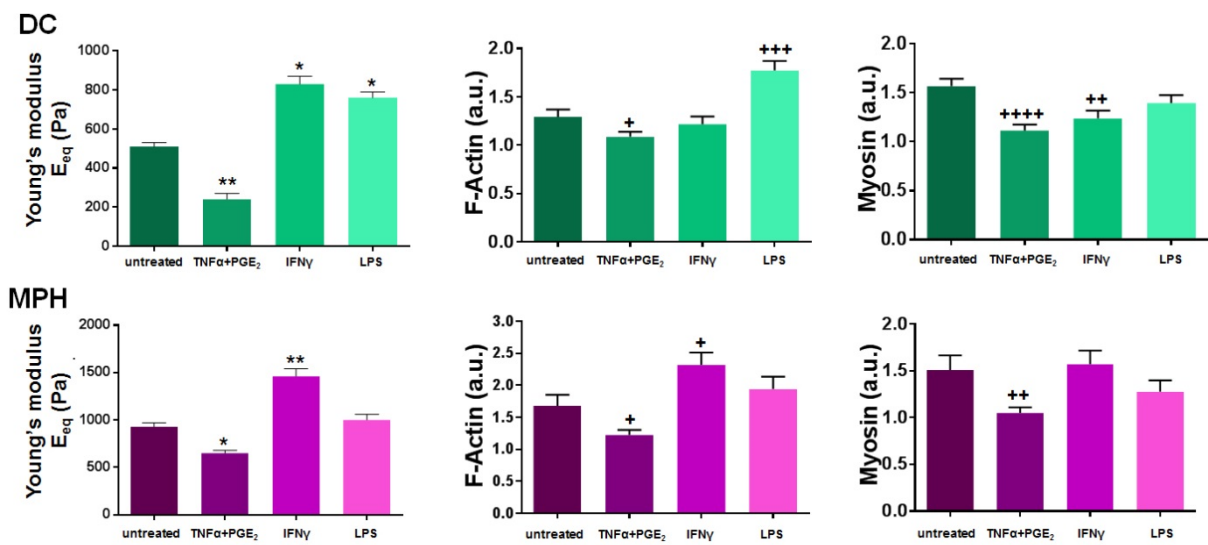 DC
Young's modulus
E_eq (Pa)
1000
800
600
400
200
0
*
**
*
*
untreated TNFα+PGE₂ IFNγ LPS
F-Actin (a.u.)
2.0
1.5
1.0
0.5
0.0
+
+++
untreated TNFα+PGE₂ IFNγ LPS
Myosin (a.u.)
2.0
1.5
1.0
0.5
0.0
++++
++
untreated TNFα+PGE₂ IFNγ LPS
MPH
Young's modulus
E_eq (Pa)
2000
1500
1000
500
0
*
**
untreated TNFα+PGE₂ IFNγ LPS
F-Actin (a.u.)
3.0
2.5
2.0
1.5
1.0
0.5
0.0
+
+
untreated TNFα+PGE₂ IFNγ LPS
Myosin (a.u.)
2.0
1.5
1.0
0.5
0.0
++
untreated TNFα+PGE₂ IFNγ LPS